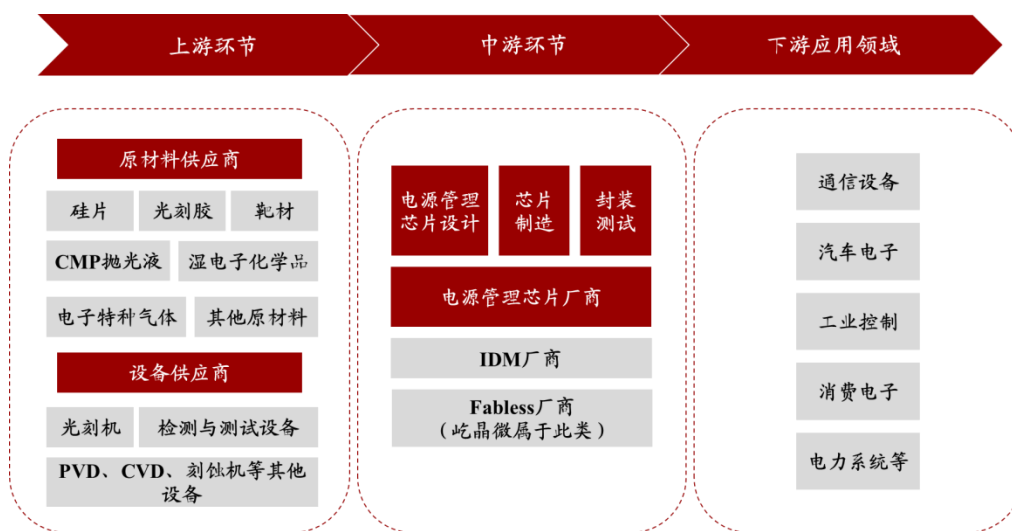 上游环节
中游环节
下游应用领域
原材料供应商
硅片
光刻胶
靶材
CMP抛光液
湿电子化学品
电子特种气体
其他原材料
设备供应商
光刻机
检测与测试设备
PVD、CVD、刻蚀机等其他
设备
电源管理
芯片设计
芯片
制造
封装
测试
电源管理芯片厂商
IDM厂商
Fabless厂商
（屹晶微属于此类）
通信设备
汽车电子
工业控制
消费电子
电力系统等